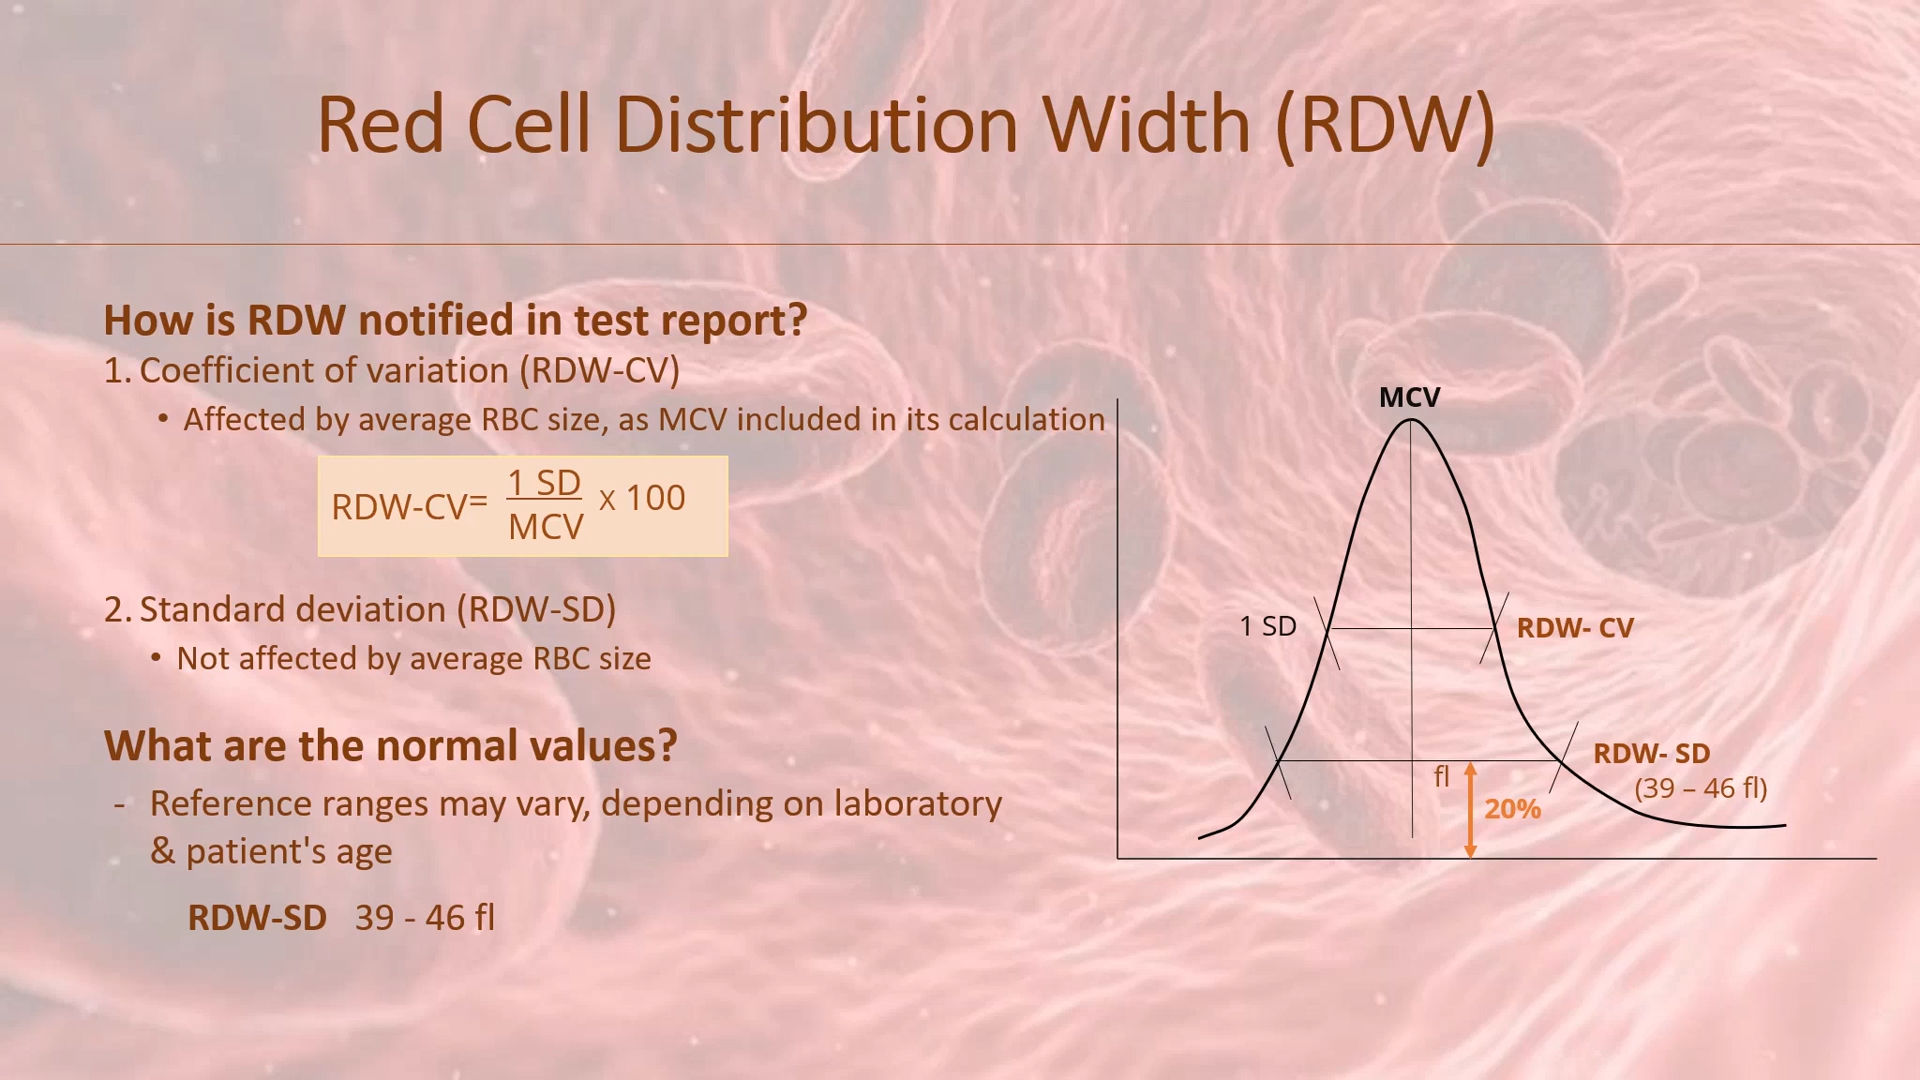 Red Cell Distribution Width (RDW)
How is RDW notified in test report?
1. Coefficient of variation (RDW-CV)
• Affected by average RBC size, as MCV included in its calculation
RDW-CV= 1 SD x 100
MCV
2. Standard deviation (RDW-SD)
• Not affected by average RBC size
What are the normal values?
- Reference ranges may vary, depending on laboratory
& patient's age
RDW-SD 39 - 46 fl
MCV
1 SD
RDW- CV
RDW- SD
(39 – 46 fl)
fl
20%